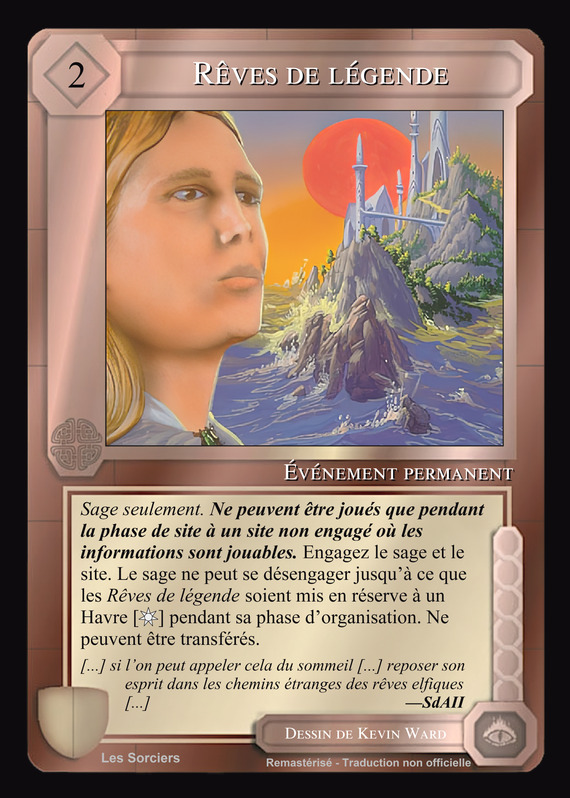 2
RÊVES DE LÉGENDE
ÉVÉNEMENT PERMANENT
Sage seulement. Ne peuvent être joués que pendant
la phase de site à un site non engagé où les
informations sont jouables. Engagez le sage et le
site. Le sage ne peut se désengager jusqu'à ce que
les Rêves de légende soient mis en réserve à un
Havre [ ] pendant sa phase d'organisation. Ne
peuvent être transférés.
[...] si l'on peut appeler cela du sommeil [...] reposer son
esprit dans les chemins étranges des rêves elfiques
[...] —SdAII
DESSIN DE KEVIN WARD
Les Sorciers
Remastérisé - Traduction non officielle